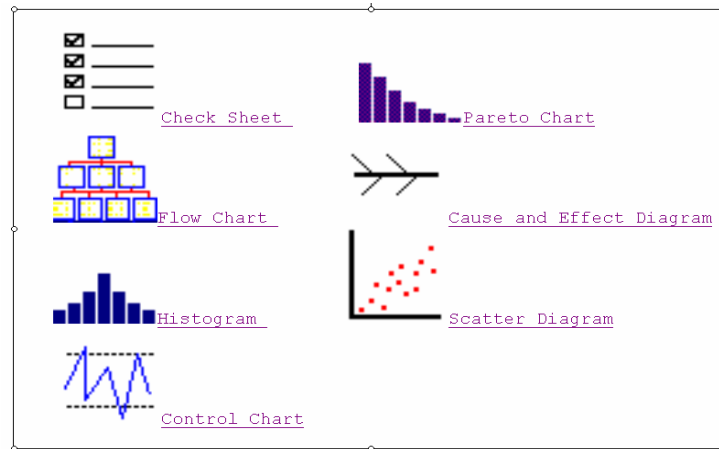 Check Sheet
Pareto Chart
Flow Chart
Cause and Effect Diagram
Histogram
Scatter Diagram
Control Chart